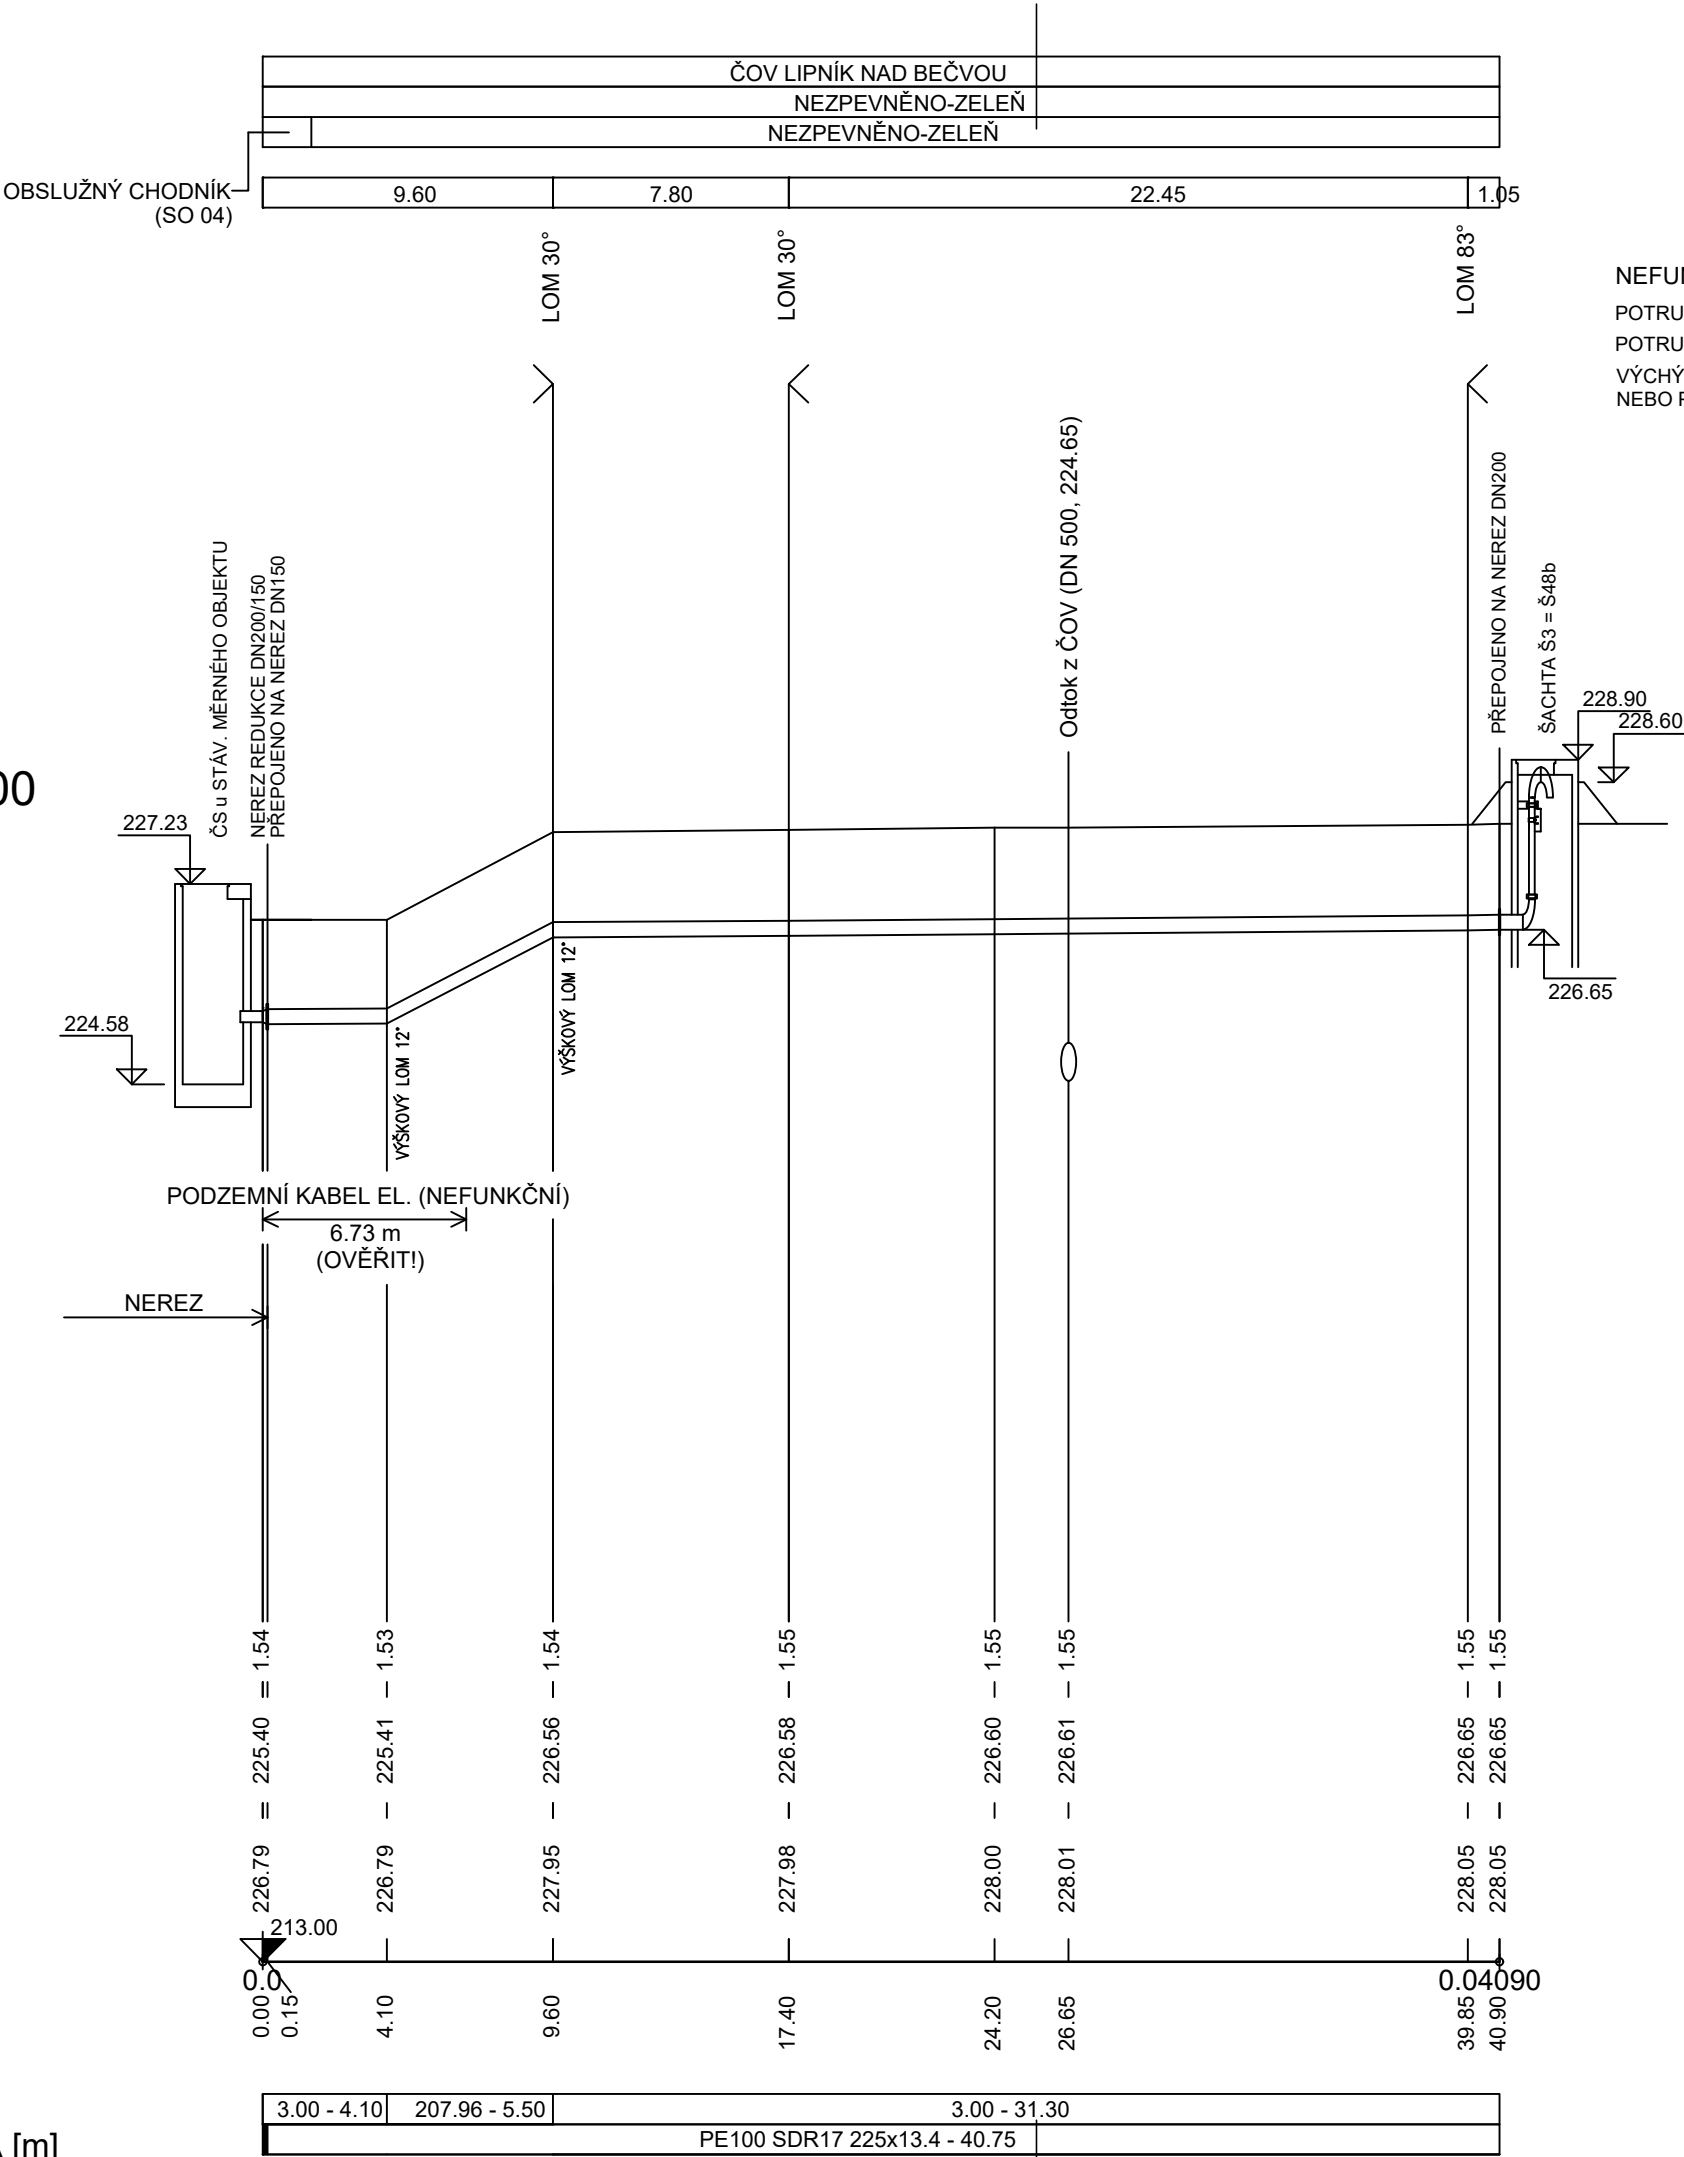 ČOV LIPNÍK NAD BEČVOU
NEZPEVNĚNO-ZELEŇ
NEZPEVNĚNO-ZELEŇ
OBSLUŽNÝ CHODNÍK
(SO 04)
9.60
7.80
22.45
1.05
LOM 30°
LOM 30°
LOM 83°
NEFU
POTRU
POTRU
VÝCHÝ
NEBO
Odtok z ČOV (DN 500, 224.65)
PŘEPOJENO NA NEREZ DN200
ŠACHTA Š3 = Š48b
ČS u STÁV. MĚRNÉHO OBJEKTU
NEREZ REDUKCE DN200/150
PŘEPOJENO NA NEREZ DN150
228.90
228.60
00
227.23
224.58
226.65
VÝŠKOVÝ LOM 12°
VÝŠKOVÝ LOM 12°
PODZEMNÍ KABEL EL. (NEFUNKČNÍ)
6.73 m
(OVĚŘIT!)
NEREZ
1.54
1.53
1.54
1.55
1.55
1.55
1.55
1.55
225.40
225.41
226.56
226.58
226.60
226.61
226.65
226.65
226.79
226.79
227.95
227.98
228.00
228.01
228.05
228.05
213.00
0.0
0.04090
0.00
0.15
4.10
9.60
17.40
24.20
26.65
39.85
40.90
3.00 - 4.10
207.96 - 5.50
3.00 - 31.30
PE100 SDR17 225x13.4 - 40.75
[m]